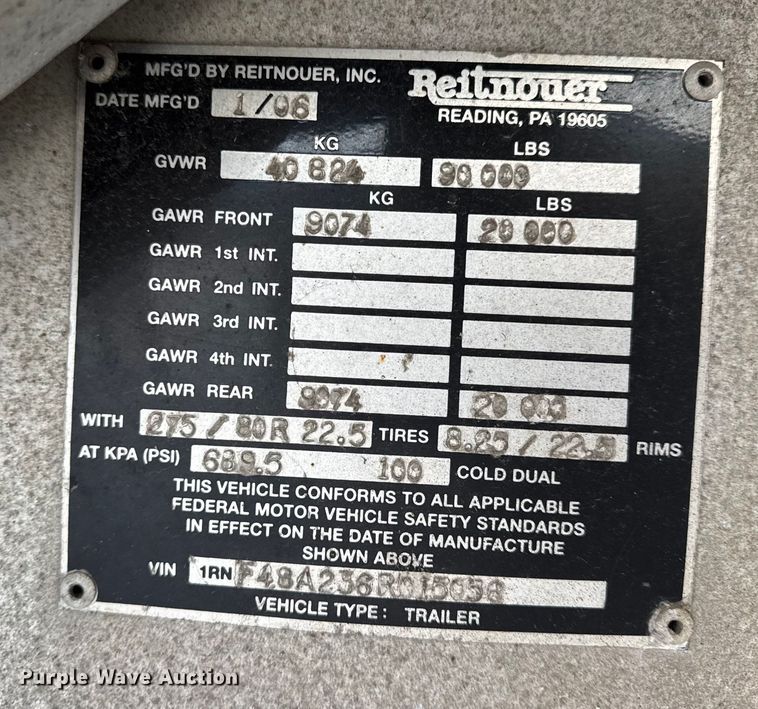 MFG'D BY REITNOUER, INC. Reitnouer
DATE MFG'D 1/06 READING, PA 19605
KG LBS
GVWR 40 824 90 000
KG LBS
GAWR FRONT 9074 20 000
GAWR 1st INT.
GAWR 2nd INT.
GAWR 3rd INT.
GAWR 4th INT.
GAWR REAR 9074 20 000
WITH 275 / 80R 22.5 TIRES 8.25 / 22.5 RIMS
AT KPA (PSI) 689.5 100 COLD DUAL
THIS VEHICLE CONFORMS TO ALL APPLICABLE
FEDERAL MOTOR VEHICLE SAFETY STANDARDS
IN EFFECT ON THE DATE OF MANUFACTURE
SHOWN ABOVE
VIN 1RN
VEHICLE TYPE: TRAILER
Purple Wave Auction